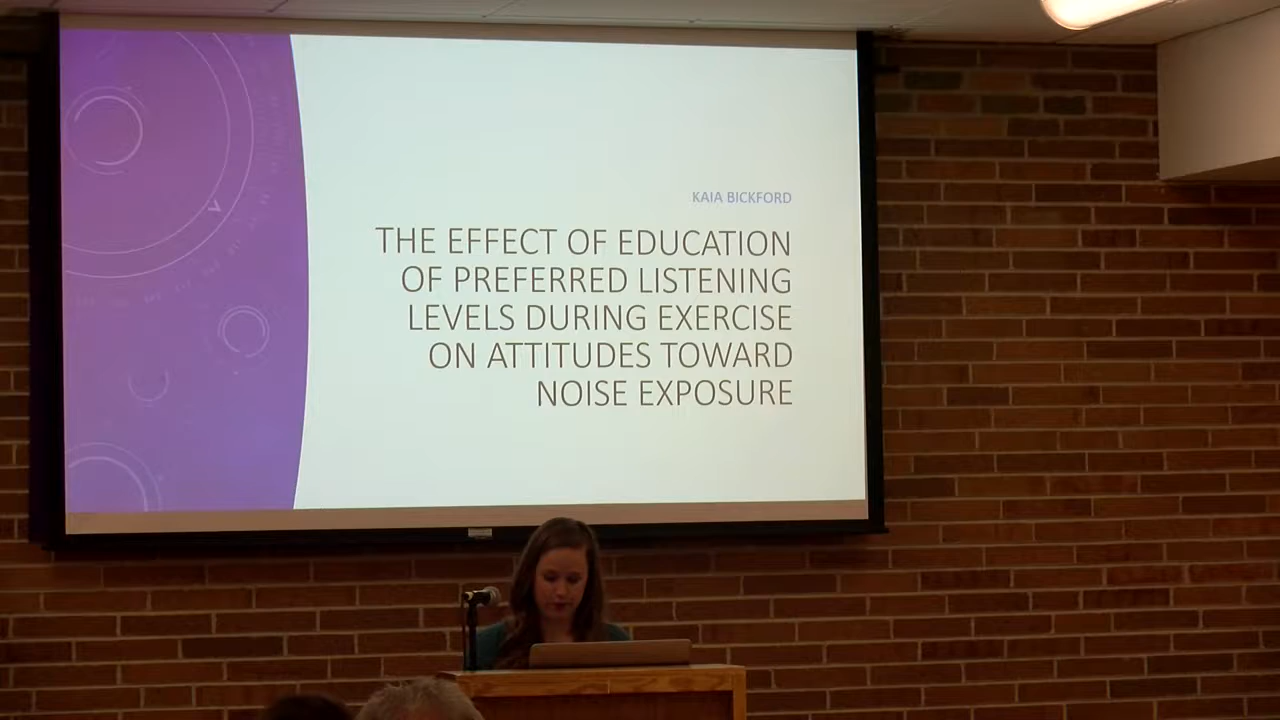 KAIA BICKFORD
THE EFFECT OF EDUCATION
OF PREFERRED LISTENING
LEVELS DURING EXERCISE
ON ATTITUDES TOWARD
NOISE EXPOSURE